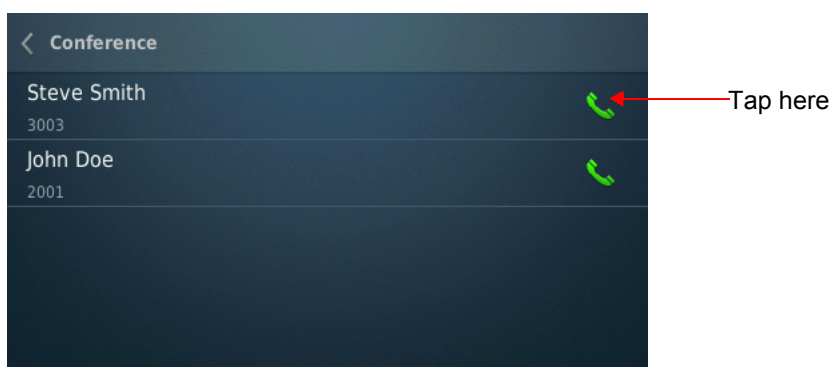 Conference
Steve Smith
Tap here
3003
John Doe
2001